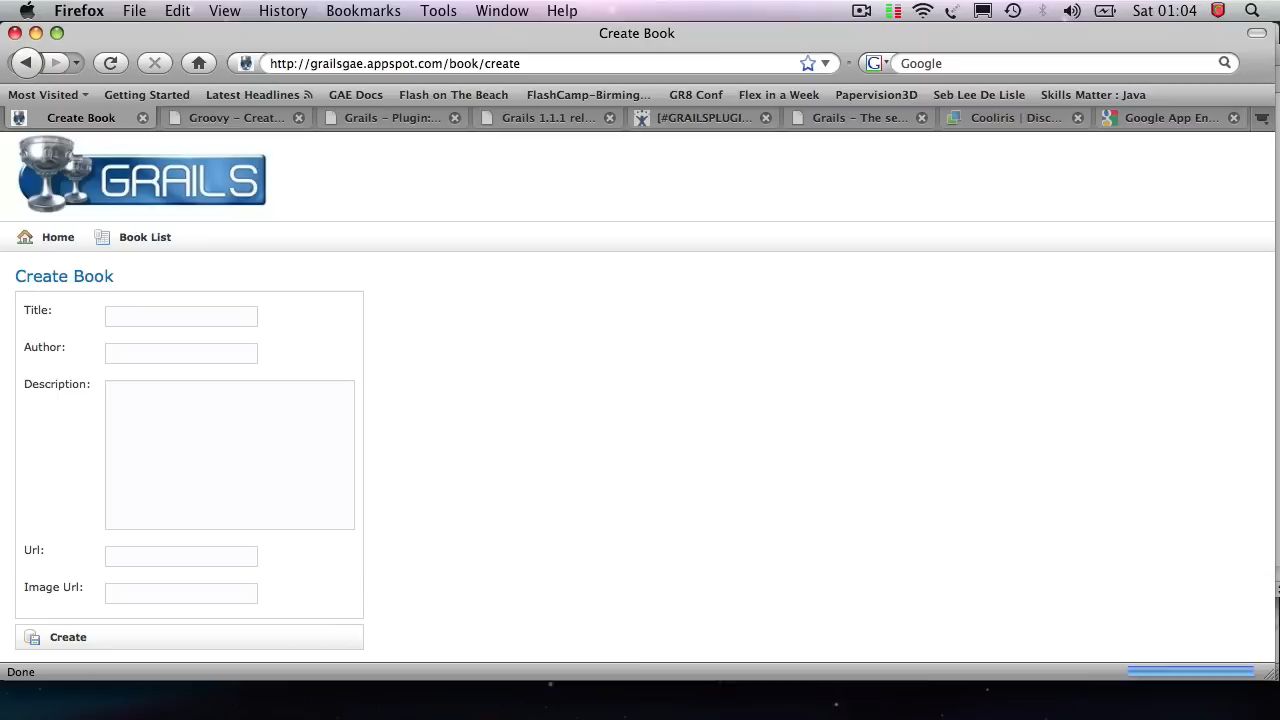 Firefox File Edit View History Bookmarks Tools Window Help Sat 01:04
Create Book
http://grailsgae.appspot.com/book/create Google
Most Visited Getting Started Latest Headlines GAE Docs Flash on The Beach FlashCamp-Birming... GR8 Conf Flex in a Week Papervision3D Seb Lee De Lisle Skills Matter : Java
Create Book Groovy - Creat... Grails - Plugin:... Grails 1.1.1 rel... [#GRAILSPLUGI... Grails - The se... Cooliris | Disc... Google App En...
GRAILS
Home Book List
Create Book
Title:
Author:
Description:
Url:
Image Url:
Create
Done